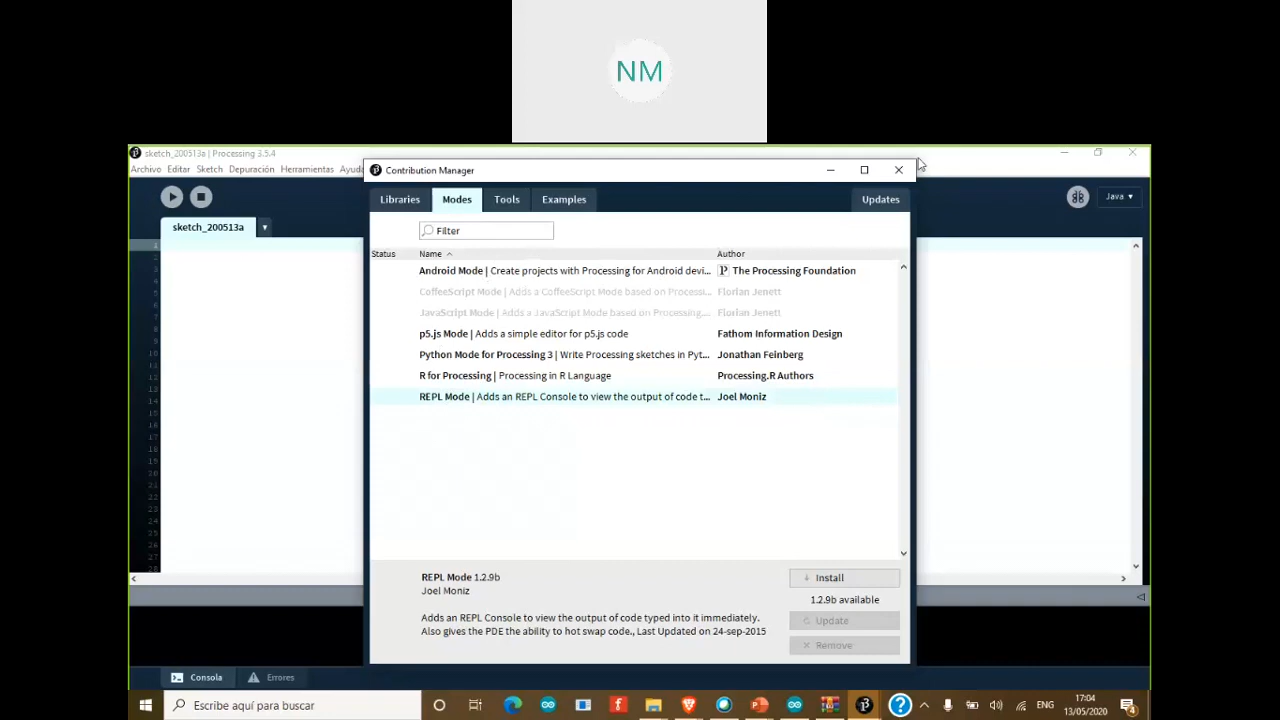 NM
sketch_200513a | Processing 3.5.4
Archivo Editar Sketch Depuración Herramientas Ayuda
Java
sketch_200513a
Contribution Manager
Libraries Modes Tools Examples Updates
Filter
Status Name Author
Android Mode | Create projects with Processing for Android devi... The Processing Foundation
CoffeeScript Mode | Adds a CoffeeScript Mode based on Processi... Florian Jenett
JavaScript Mode | Adds a JavaScript Mode based on Processing,... Florian Jenett
p5.js Mode | Adds a simple editor for p5.js code Fathom Information Design
Python Mode for Processing 3 | Write Processing sketches in Pyt... Jonathan Feinberg
R for Processing | Processing in R Language Processing.R Authors
REPL Mode | Adds an REPL Console to view the output of code t... Joel Moniz
REPL Mode 1.2.9b
Joel Moniz
Adds an REPL Console to view the output of code typed into it immediately.
Also gives the PDE the ability to hot swap code., Last Updated on 24-sep-2015
Install
1.2.9b available
Update
Remove
Consola Errores
Escribe aquí para buscar
ENG
17:04
13/05/2020
4